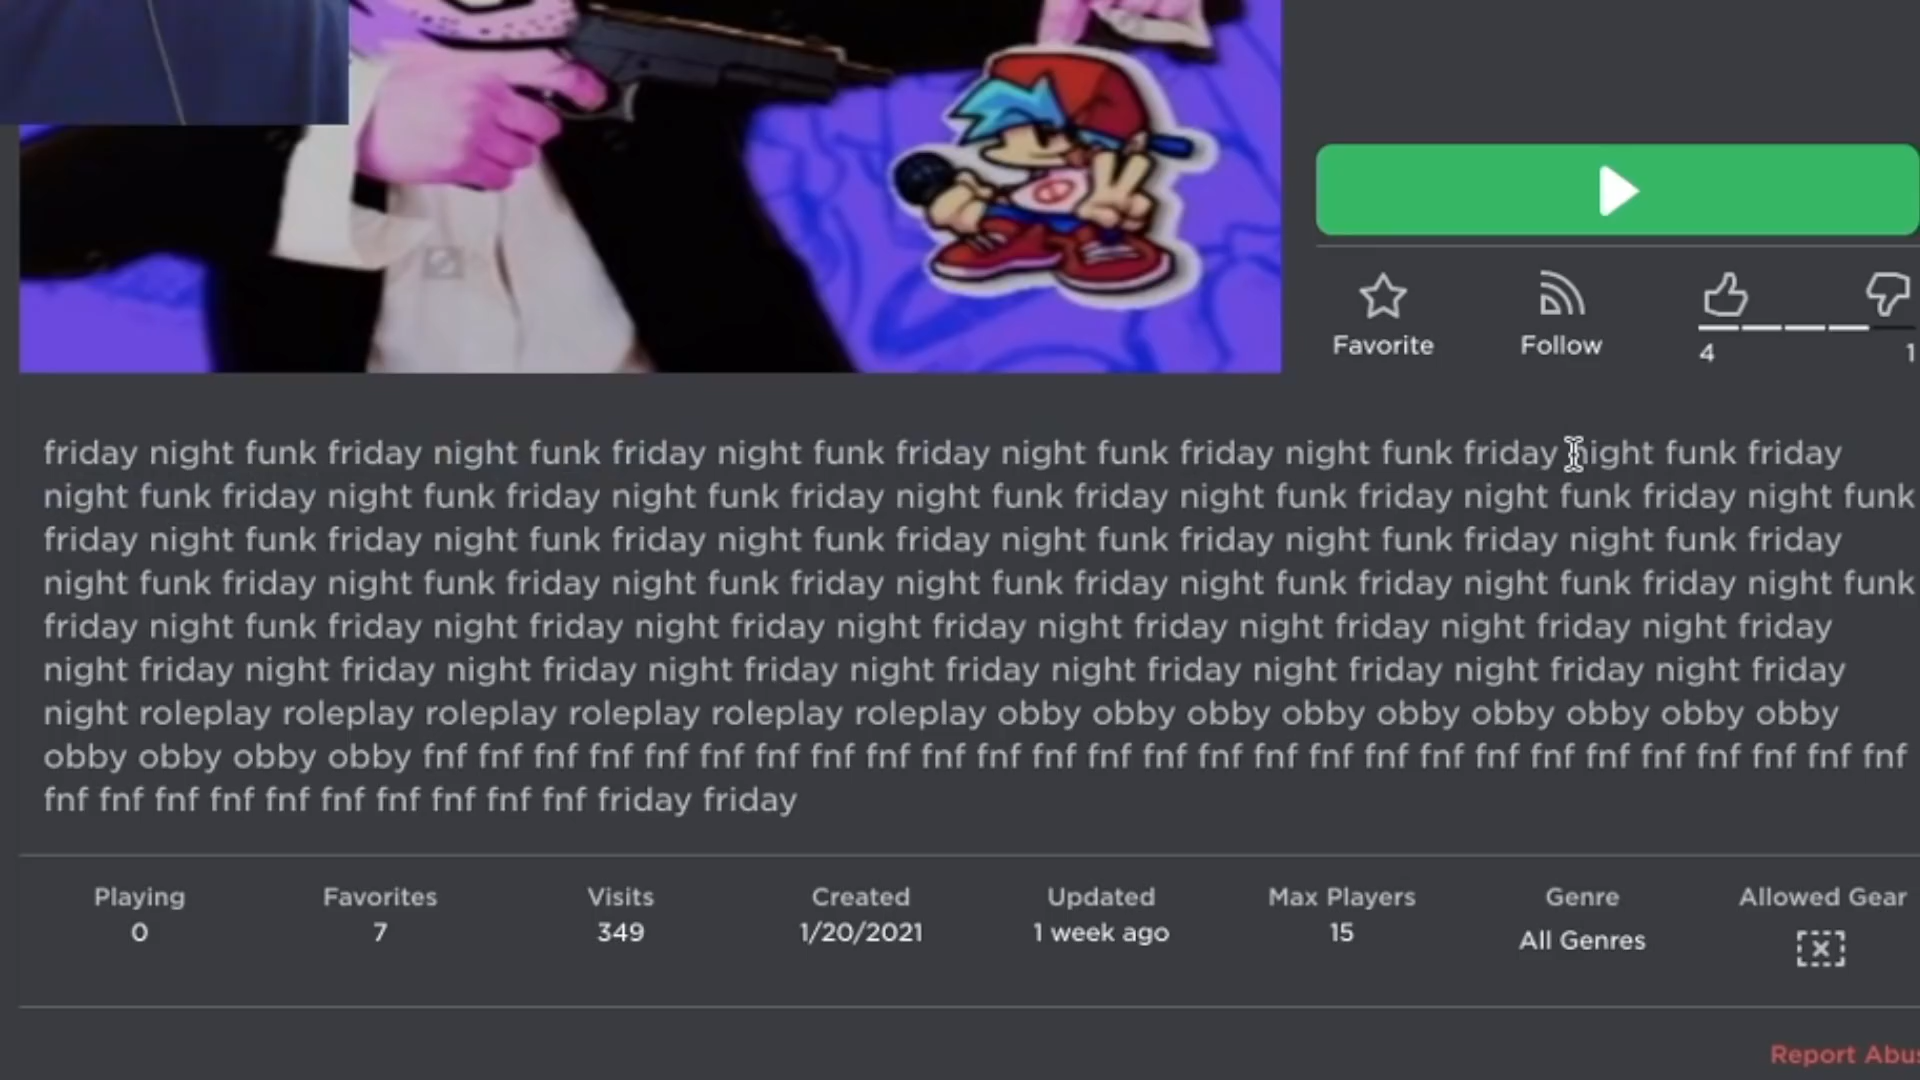 Favorite
Follow
4
1
friday night funk friday night funk friday night funk friday night funk friday night funk friday night funk friday
night funk friday night funk friday night funk friday night funk friday night funk friday night funk friday night funk
friday night funk friday night funk friday night funk friday night funk friday night funk friday night funk friday
night funk friday night funk friday night funk friday night funk friday night funk friday night funk friday night funk
friday night funk friday night friday night friday night friday night friday night friday night friday night friday
night friday night friday night friday night friday night friday night friday night friday night friday night friday
night roleplay roleplay roleplay roleplay roleplay roleplay obby obby obby obby obby obby obby obby obby
obby obby obby obby fnf fnf fnf fnf fnf fnf fnf fnf fnf fnf fnf fnf fnf fnf fnf fnf fnf fnf fnf fnf fnf fnf fnf fnf fnf fnf fnf
fnf fnf fnf fnf fnf fnf fnf fnf fnf fnf friday friday
Playing
0
Favorites
7
Visits
349
Created
1/20/2021
Updated
1 week ago
Max Players
15
Genre
All Genres
Allowed Gear
Report Abus